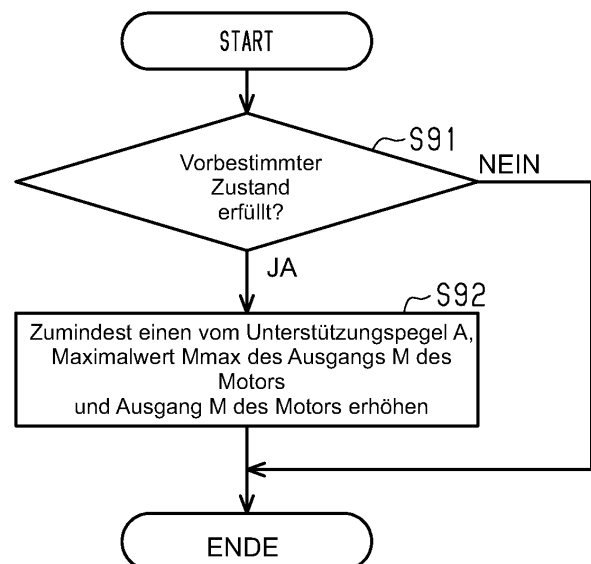 START
S91
Vorbestimmter
Zustand
erfüllt?
NEIN
JA
S92
Zumindest einen vom Unterstützungspegel A,
Maximalwert Mmax des Ausgangs M des
Motors
und Ausgang M des Motors erhöhen
ENDE